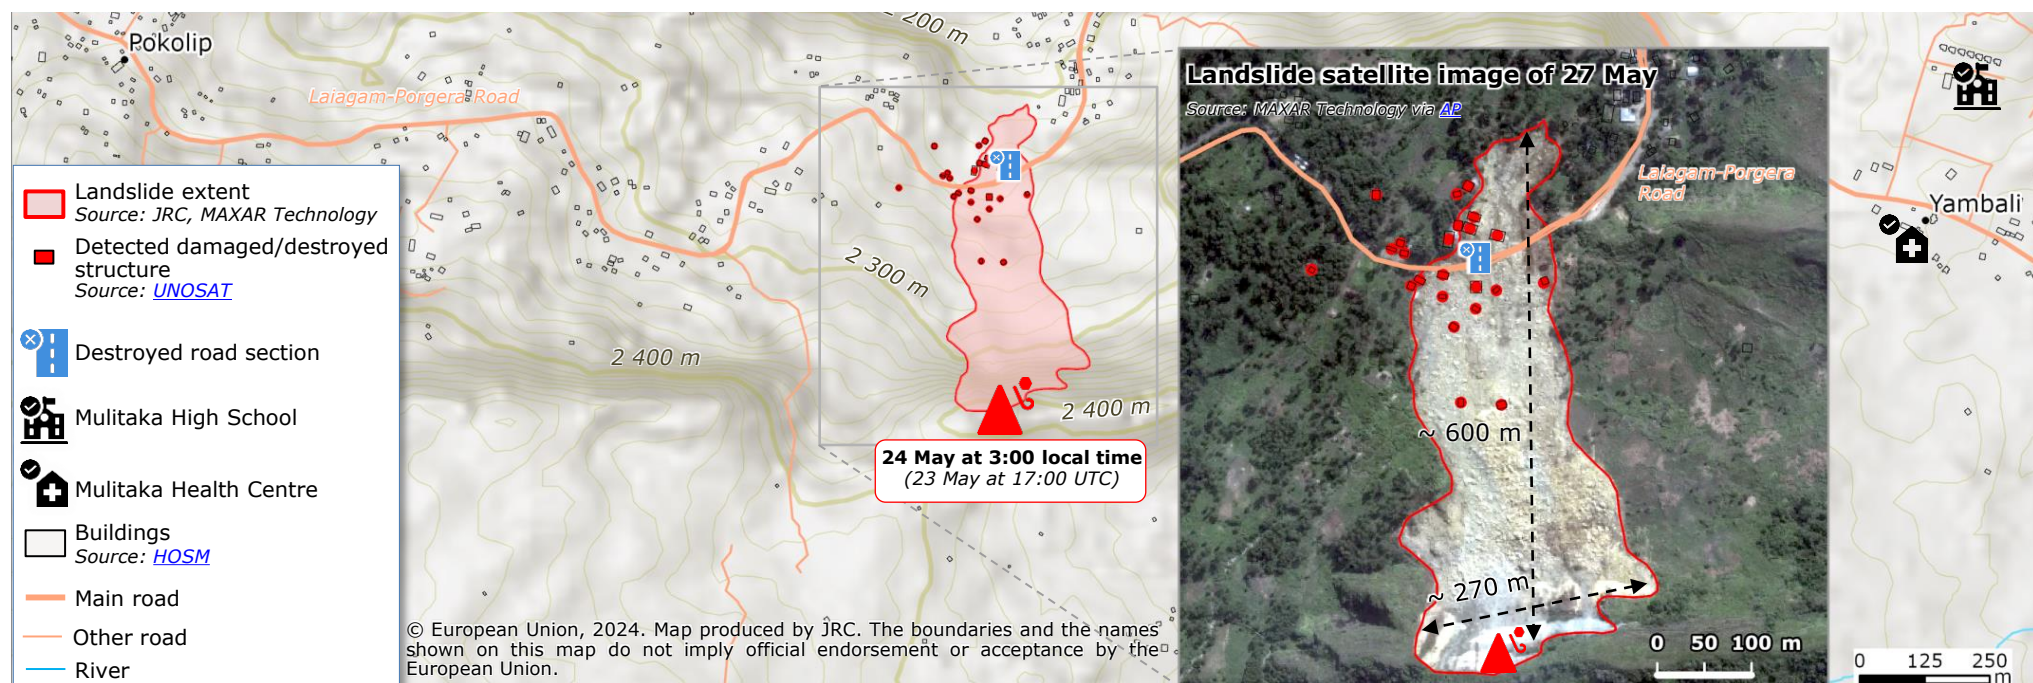 Pokolip
Laiagam-Porgera Road
2 200 m
2 300 m
2 400 m
2 400 m
24 May at 3:00 local time
(23 May at 17:00 UTC)
Landslide extent
Source: JRC, MAXAR Technology
Detected damaged/destroyed
structure
Source: UNOSAT
Destroyed road section
Mulitaka High School
Mulitaka Health Centre
Buildings
Source: HOSM
Main road
Other road
River
© European Union, 2024. Map produced by JRC. The boundaries and the names
shown on this map do not imply official endorsement or acceptance by the
European Union.
Landslide satellite image of 27 May
Source: MAXAR Technology via AP
Laiagam-Porgera
Road
~ 600 m
~ 270 m
0 50 100 m
Yambali
0 125 250
m